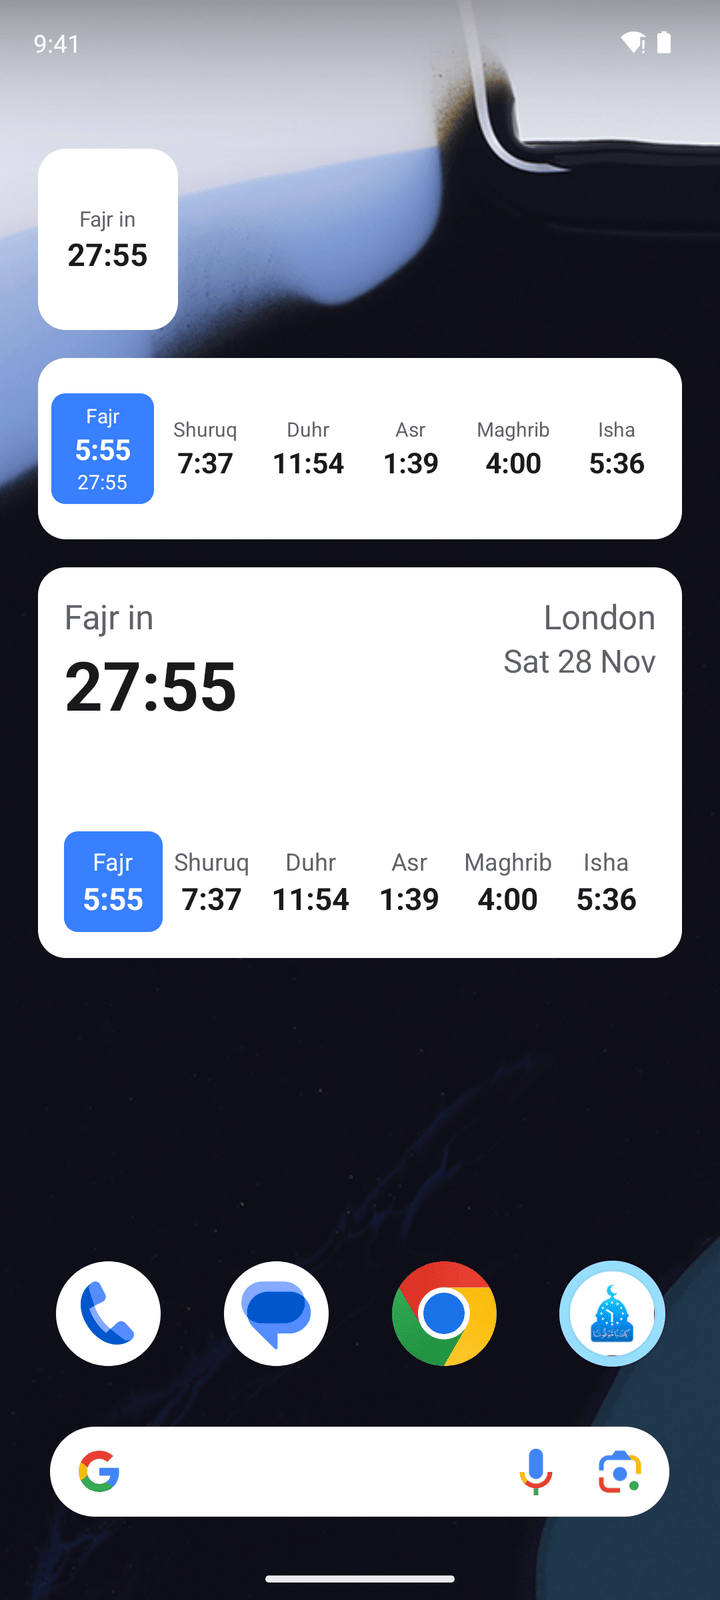 9:41
Fajr in
27:55
Fajr Shuruq Duhr Asr Maghrib Isha
5:55 7:37 11:54 1:39 4:00 5:36
27:55
Fajr in London
27:55 Sat 28 Nov
Fajr Shuruq Duhr Asr Maghrib Isha
5:55 7:37 11:54 1:39 4:00 5:36